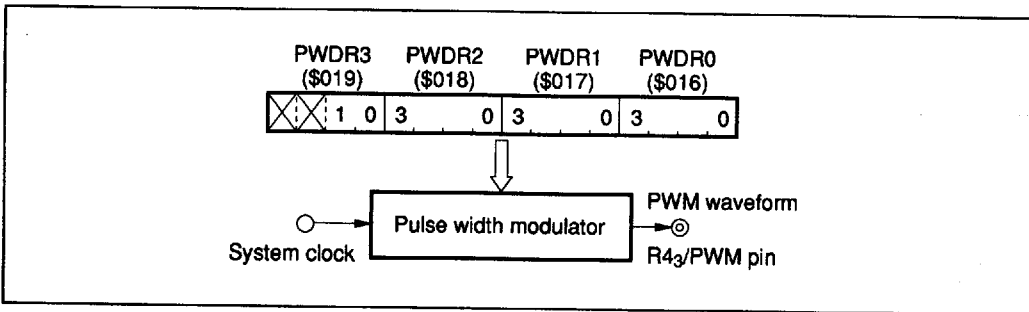 PWDR3 PWDR2 PWDR1 PWDR0
($019) ($018) ($017) ($016)
1 0 3 0 3 0 3 0
Pulse width modulator
PWM waveform
System clock
R43/PWM pin